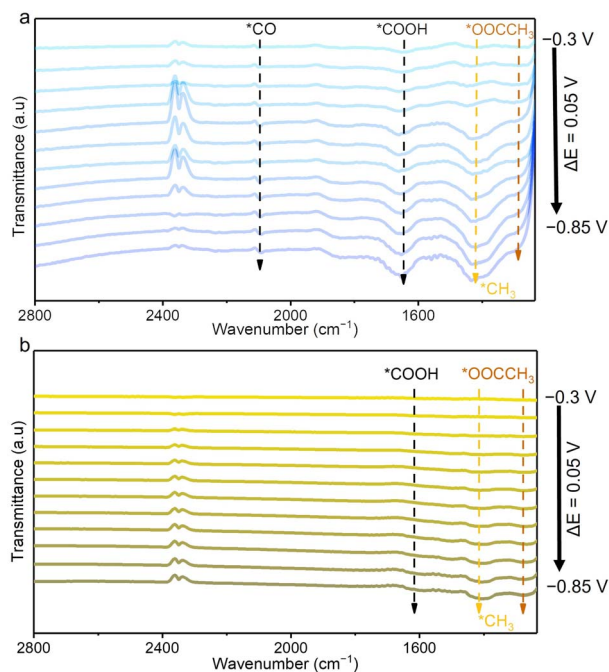 a
*CO
*COOH
*OOCCH₃
−0.3 V
ΔE = 0.05 V
−0.85 V
*CH₃
Transmittance (a.u)
2800
2400
2000
1600
Wavenumber (cm⁻¹)
b
*COOH
*OOCCH₃
−0.3 V
ΔE = 0.05 V
−0.85 V
*CH₃
Transmittance (a.u)
2800
2400
2000
1600
Wavenumber (cm⁻¹)